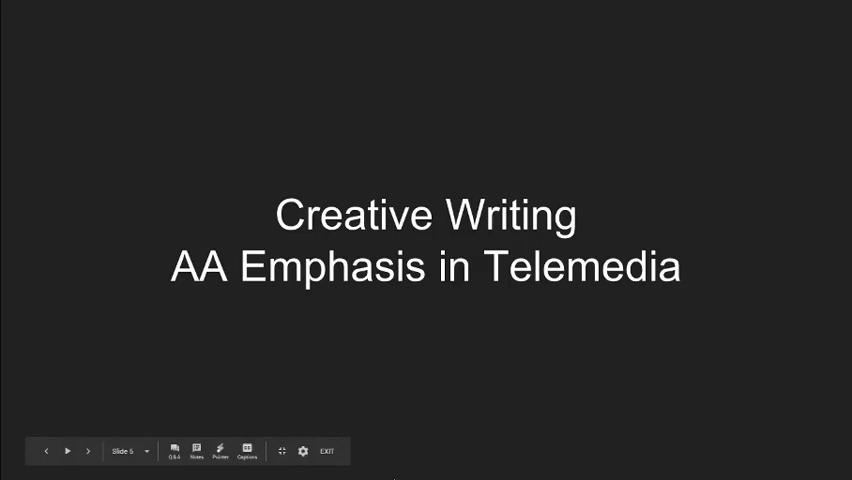 Creative Writing
AA Emphasis in Telemedia
Slide 5
Q&A
Notes
Pointer
Captions
EXIT